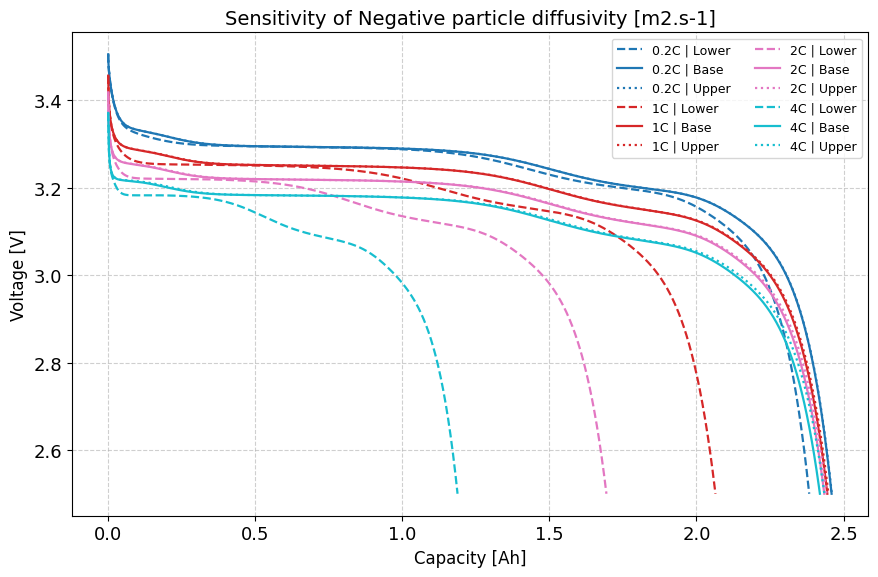 Sensitivity of Negative particle diffusivity [m2.s-1]
Voltage [V]
3.4
3.2
3.0
2.8
2.6
0.2C | Lower
0.2C | Base
0.2C | Upper
1C | Lower
1C | Base
1C | Upper
2C | Lower
2C | Base
2C | Upper
4C | Lower
4C | Base
4C | Upper
0.0 0.5 1.0 1.5 2.0 2.5
Capacity [Ah]